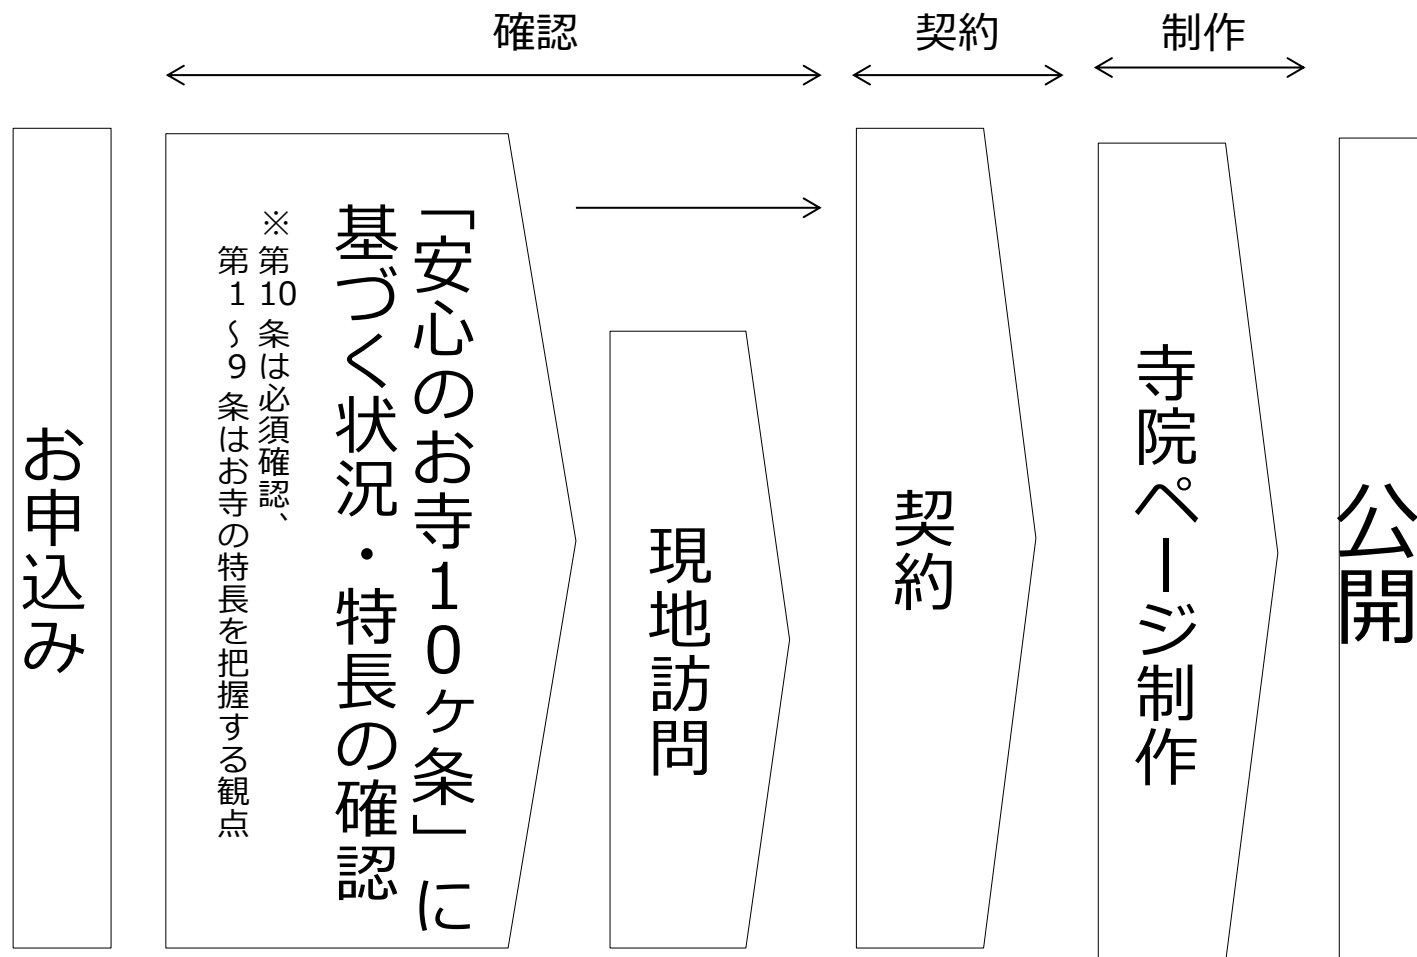 確認
契約
制作
お申込み
「安心のお寺10ヶ条」に
基づく状況・特長の確認
※第10条は必須確認、
第1～9条はお寺の特長を把握する観点
現地訪問
契約
寺院ページ制作
公開